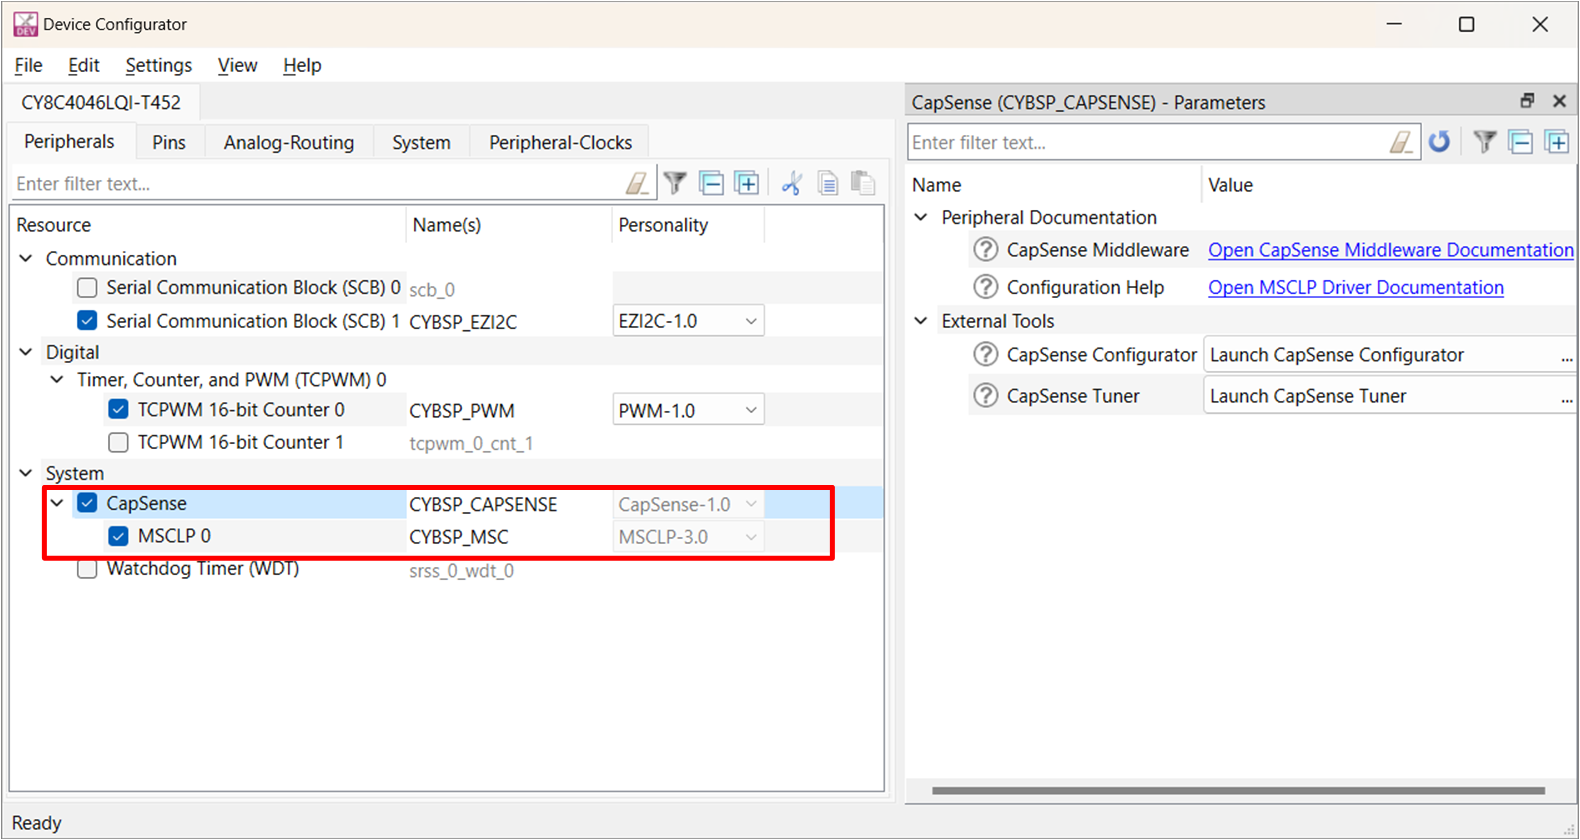 Device Configurator
File Edit Settings View Help
CY8C4046LQI-T452
Peripherals Pins Analog-Routing System Peripheral-Clocks
Enter filter text...
Resource Name(s) Personality
Communication
Serial Communication Block (SCB) 0 scb_0
Serial Communication Block (SCB) 1 CYBSP_EZI2C EZI2C-1.0
Digital
Timer, Counter, and PWM (TCPWM) 0
TCPWM 16-bit Counter 0 CYBSP_PWM PWM-1.0
TCPWM 16-bit Counter 1 tcpwm_0_cnt_1
System
CapSense CYBSP_CAPSENSE CapSense-1.0
MSCLP 0 CYBSP_MSC MSCLP-3.0
Watchdog Timer (WDT) srss_0_wdt_0
CapSense (CYBSP_CAPSENSE) - Parameters
Enter filter text...
Name Value
Peripheral Documentation
CapSense Middleware Open CapSense Middleware Documentation
Configuration Help Open MSCLP Driver Documentation
External Tools
CapSense Configurator Launch CapSense Configurator ...
CapSense Tuner Launch CapSense Tuner ...
Ready